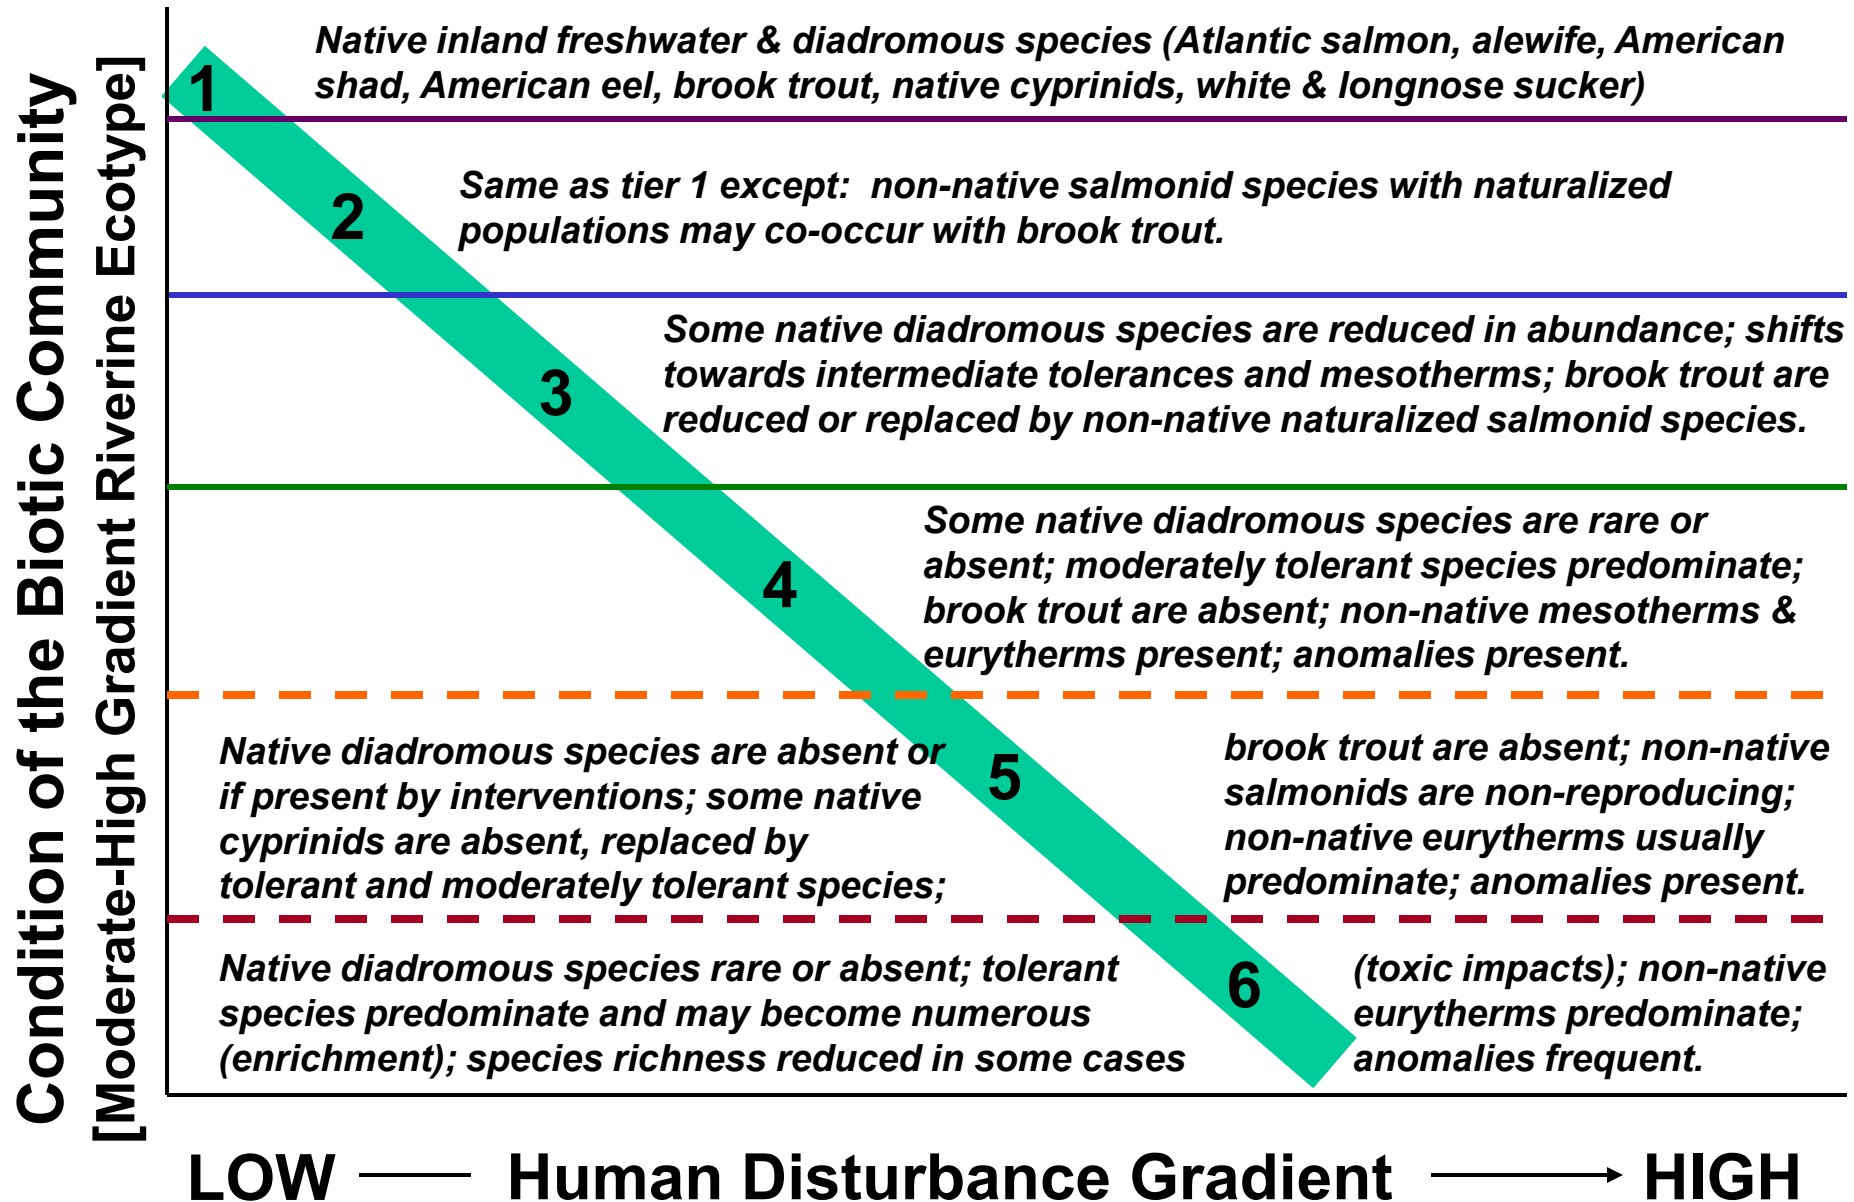 Condition of the Biotic Community
[Moderate-High Gradient Riverine Ecotype]
1
Native inland freshwater & diadromous species (Atlantic salmon, alewife, American
shad, American eel, brook trout, native cyprinids, white & longnose sucker)
2
Same as tier 1 except:  non-native salmonid species with naturalized
populations may co-occur with brook trout.
3
Some native diadromous species are reduced in abundance; shifts
towards intermediate tolerances and mesotherms; brook trout are
reduced or replaced by non-native naturalized salmonid species.
4
Some native diadromous species are rare or
absent; moderately tolerant species predominate;
brook trout are absent; non-native mesotherms &
eurytherms present; anomalies present.
Native diadromous species are absent or
if present by interventions; some native
cyprinids are absent, replaced by
tolerant and moderately tolerant species;
5
brook trout are absent; non-native
salmonids are non-reproducing;
non-native eurytherms usually
predominate; anomalies present.
Native diadromous species rare or absent; tolerant
species predominate and may become numerous
(enrichment); species richness reduced in some cases
6
(toxic impacts); non-native
eurytherms predominate;
anomalies frequent.
LOW Human Disturbance Gradient HIGH